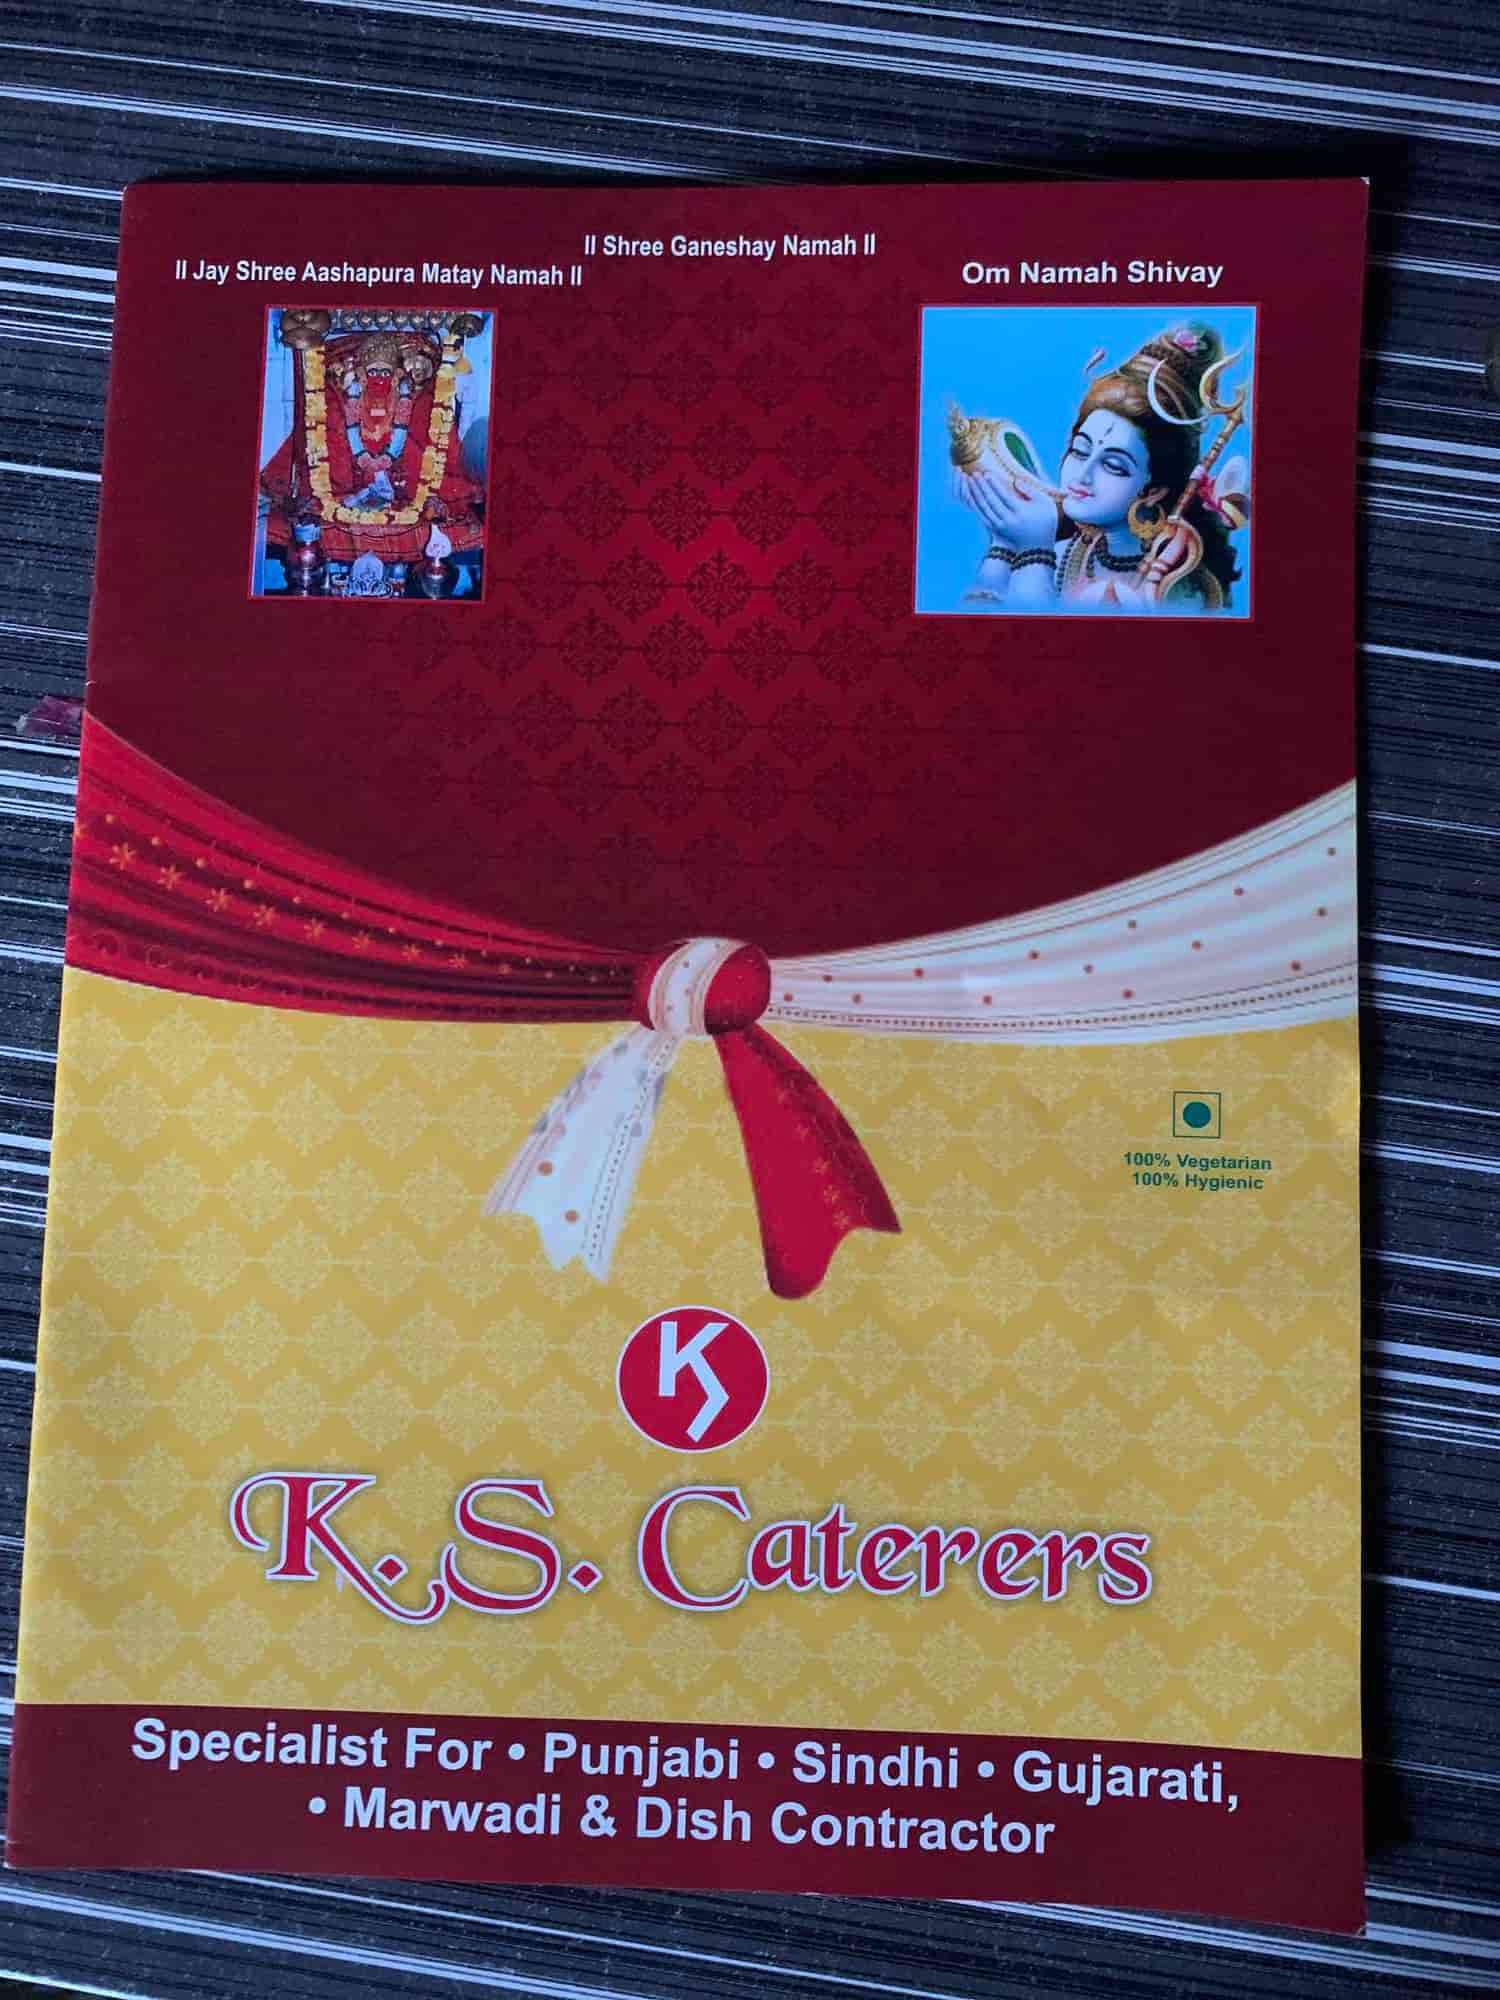 II Shree Ganeshay Namah II
II Jay Shree Aashapura Matay Namah II
Om Namah Shivay
100% Vegetarian
100% Hygienic
KS
K.S. Caterers
Specialist For • Punjabi • Sindhi • Gujarati,
• Marwadi & Dish Contractor